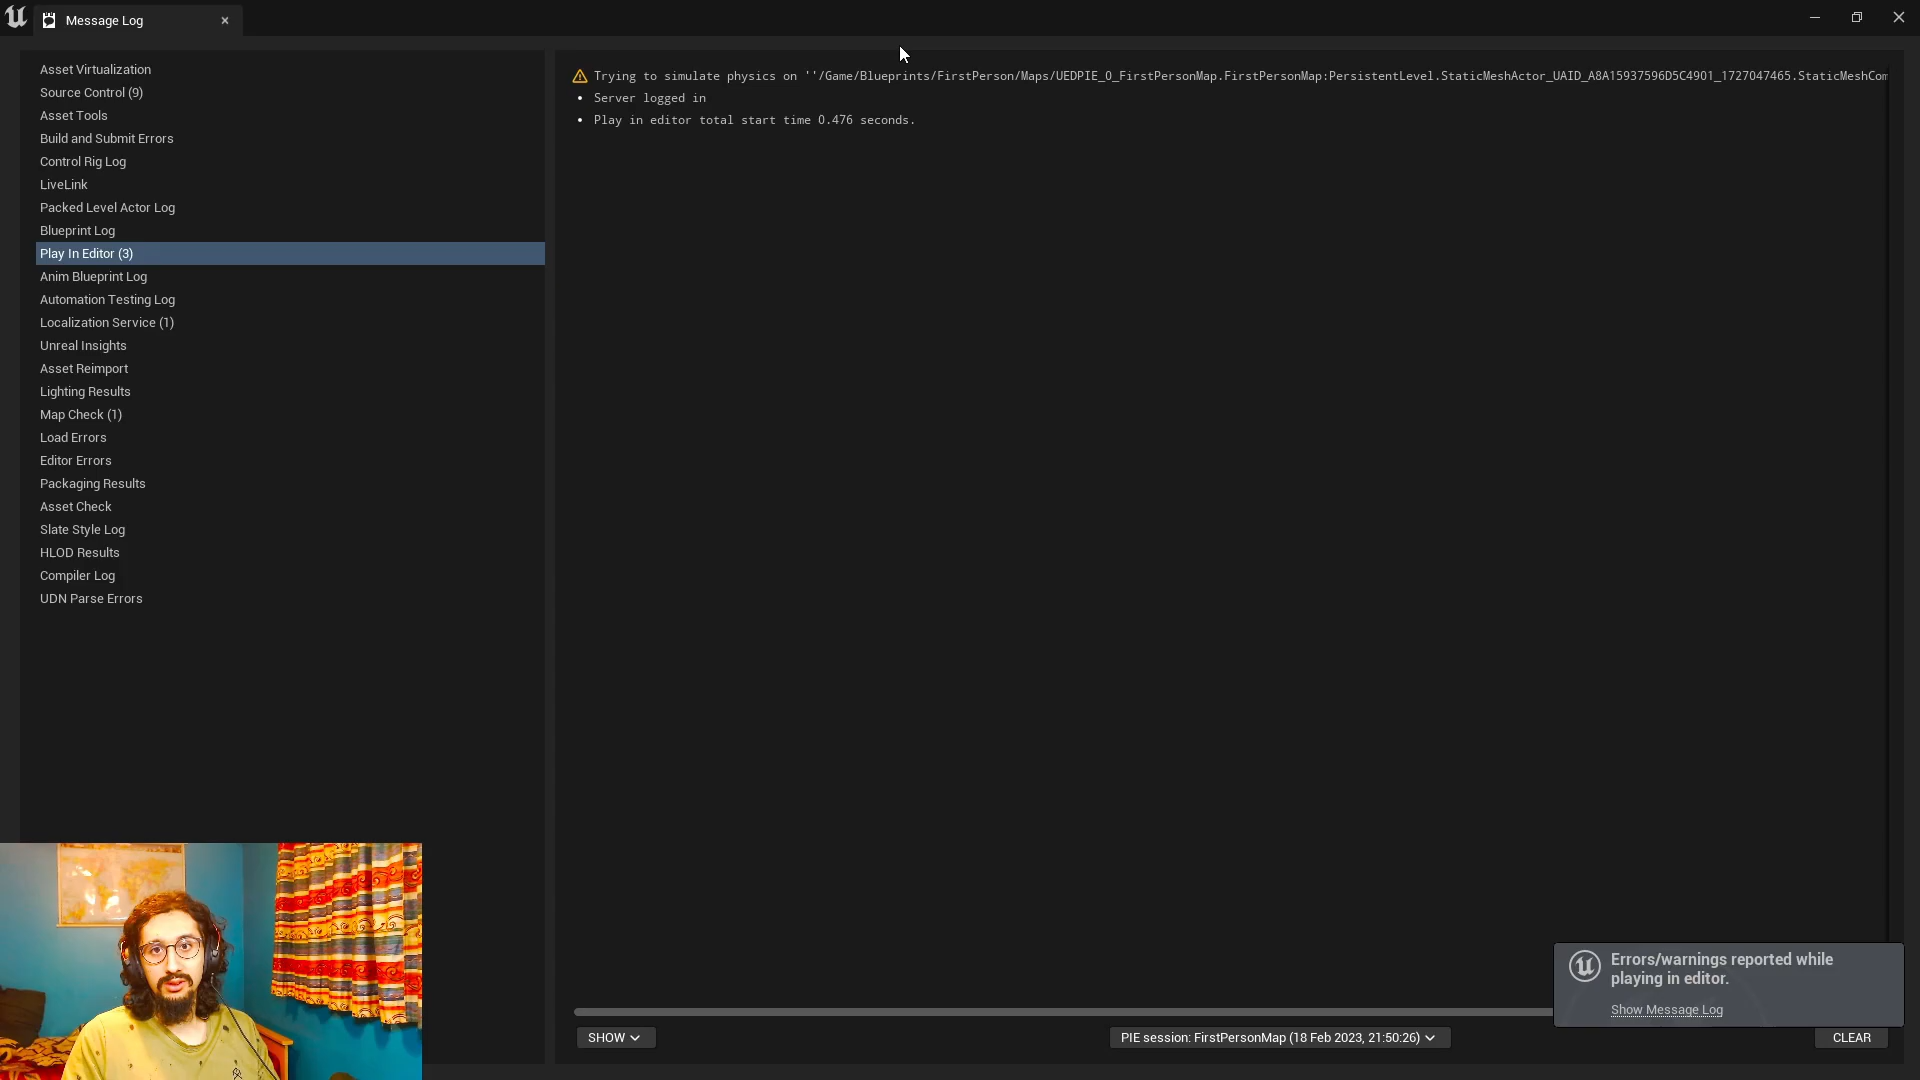 Message Log
Asset Virtualization
Source Control (9)
Asset Tools
Build and Submit Errors
Control Rig Log
LiveLink
Packed Level Actor Log
Blueprint Log
Play In Editor (3)
Anim Blueprint Log
Automation Testing Log
Localization Service (1)
Unreal Insights
Asset Reimport
Lighting Results
Map Check (1)
Load Errors
Editor Errors
Packaging Results
Asset Check
Slate Style Log
HLOD Results
Compiler Log
UDN Parse Errors
Trying to simulate physics on ''/Game/Blueprints/FirstPerson/Maps/UEDPIE_0_FirstPersonMap.FirstPersonMap:PersistentLevel.StaticMeshActor_UAID_A8A15937596D5C4901_1727047465.StaticMeshCom
• Server logged in
• Play in editor total start time 0.476 seconds.
Errors/warnings reported while
playing in editor.
Show Message Log
SHOW
PIE session: FirstPersonMap (18 Feb 2023, 21:50:26)
CLEAR